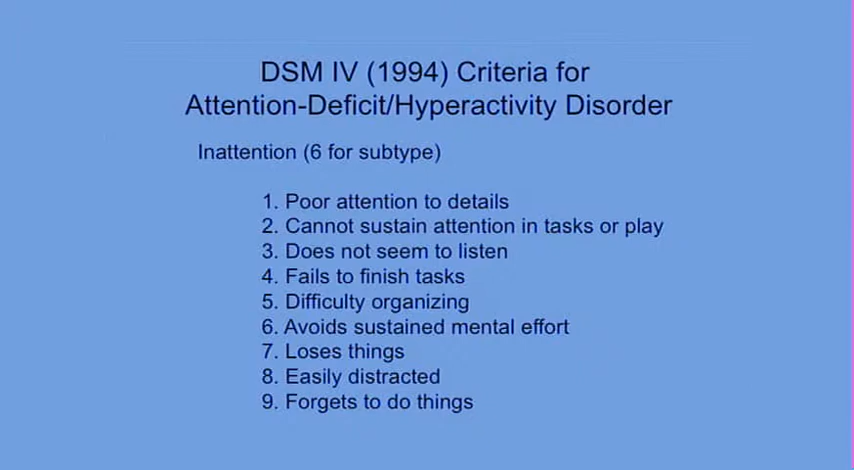 DSM IV (1994) Criteria for
Attention-Deficit/Hyperactivity Disorder
Inattention (6 for subtype)
1. Poor attention to details
2. Cannot sustain attention in tasks or play
3. Does not seem to listen
4. Fails to finish tasks
5. Difficulty organizing
6. Avoids sustained mental effort
7. Loses things
8. Easily distracted
9. Forgets to do things